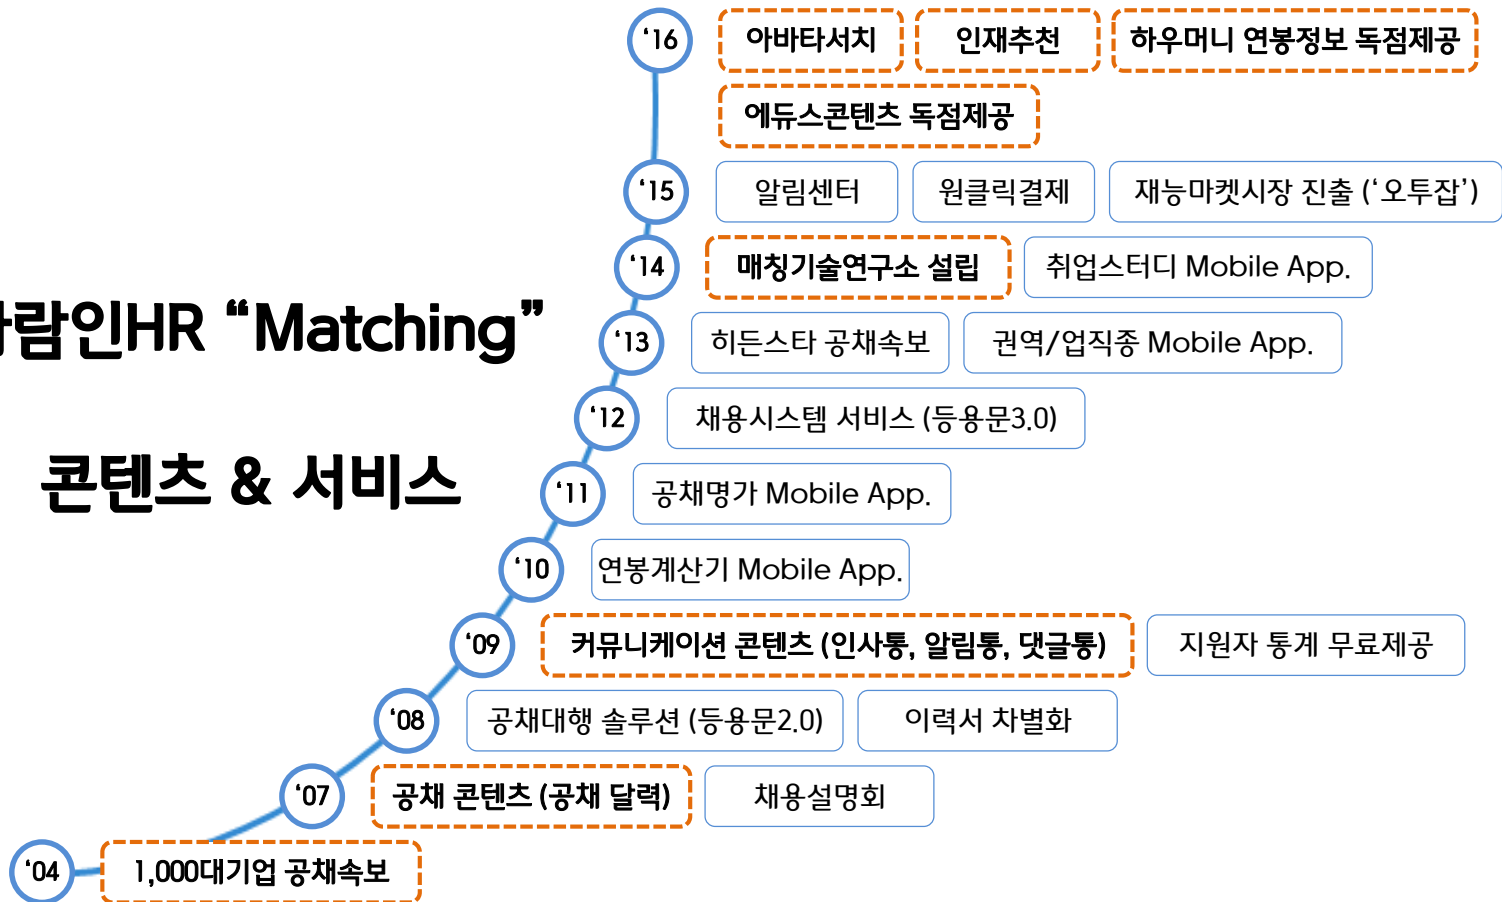 ‘16 아바타서치 인재추천 하우머니 연봉정보 독점제공
에듀스콘텐츠 독점제공
‘15 알림센터 원클릭결제 재능마켓시장 진출 (‘오투잡’)
‘14 매칭기술연구소 설립 취업스터디 Mobile App.
람인HR “Matching”
‘13 히든스타 공채속보 권역/업직종 Mobile App.
‘12 채용시스템 서비스 (등용문3.0)
콘텐츠 & 서비스
‘11 공채명가 Mobile App.
‘10 연봉계산기 Mobile App.
‘09 커뮤니케이션 콘텐츠 (인사통, 알림통, 댓글통) 지원자 통계 무료제공
‘08 공채대행 솔루션 (등용문2.0) 이력서 차별화
‘07 공채 콘텐츠 (공채 달력) 채용설명회
‘04 1,000대기업 공채속보